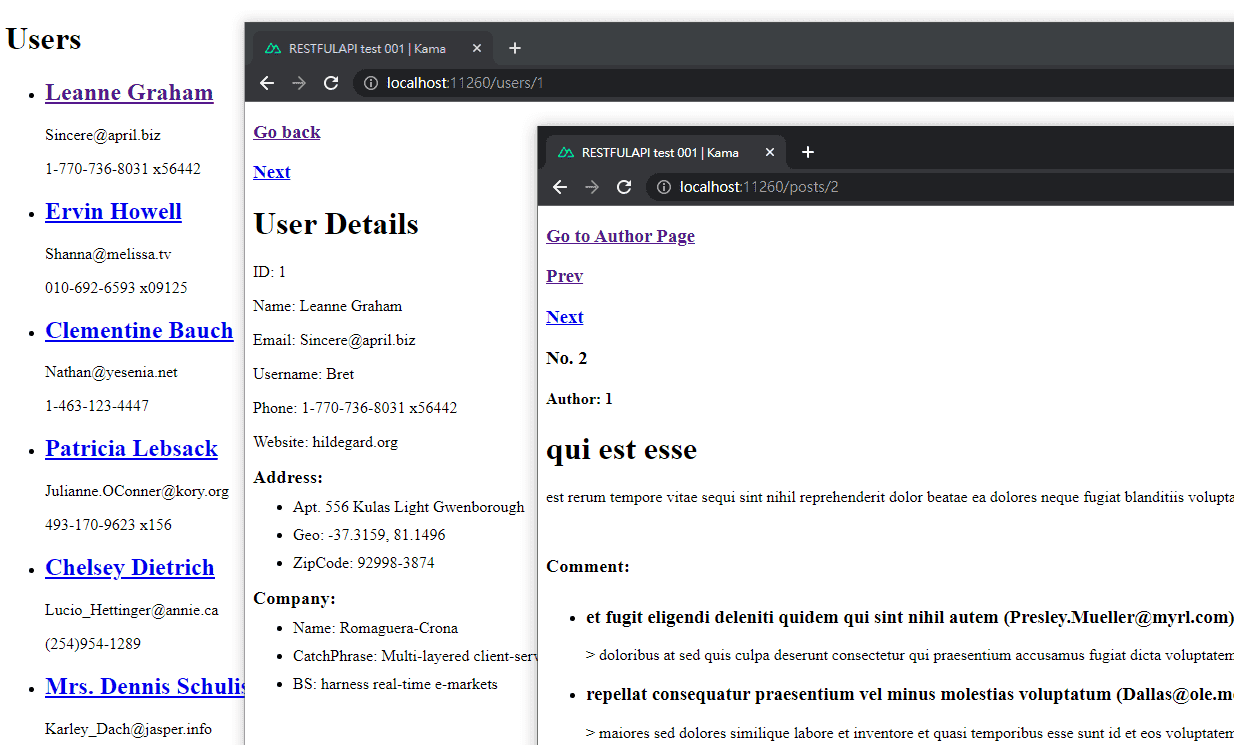 Users
Leanne Graham
Sincere@april.biz
1-770-736-8031 x56442
Ervin Howell
Shanna@melissa.tv
010-692-6593 x09125
Clementine Bauch
Nathan@yesenia.net
1-463-123-4447
Patricia Lebsack
Julianne.OConner@kory.org
493-170-9623 x156
Chelsey Dietrich
Lucio_Hettinger@annie.ca
(254)954-1289
Mrs. Dennis Schulis
Karley_Dach@jasper.info
RESTFULAPI test 001 | Kama
localhost:11260/users/1
Go back
Next
User Details
ID: 1
Name: Leanne Graham
Email: Sincere@april.biz
Username: Bret
Phone: 1-770-736-8031 x56442
Website: hildegard.org
Address:
Apt. 556 Kulas Light Gwenborough
Geo: -37.3159, 81.1496
ZipCode: 92998-3874
Company:
Name: Romaguera-Crona
CatchPhrase: Multi-layered client-serv
BS: harness real-time e-markets
RESTFULAPI test 001 | Kama
localhost:11260/posts/2
Go to Author Page
Prev
Next
No. 2
Author: 1
qui est esse
est rerum tempore vitae sequi sint nihil reprehenderit dolor beatae ea dolores neque fugiat blanditiis volupta
Comment:
et fugit eligendi deleniti quidem qui sint nihil autem (Presley.Mueller@myrl.com)
> doloribus at sed quis culpa deserunt consectetur qui praesentium accusamus fugiat dicta voluptatem
repellat consequatur praesentium vel minus molestias voluptatum (Dallas@ole.me
> maiores sed dolores similique labore et inventore et quasi temporibus esse sunt id et eos voluptatem